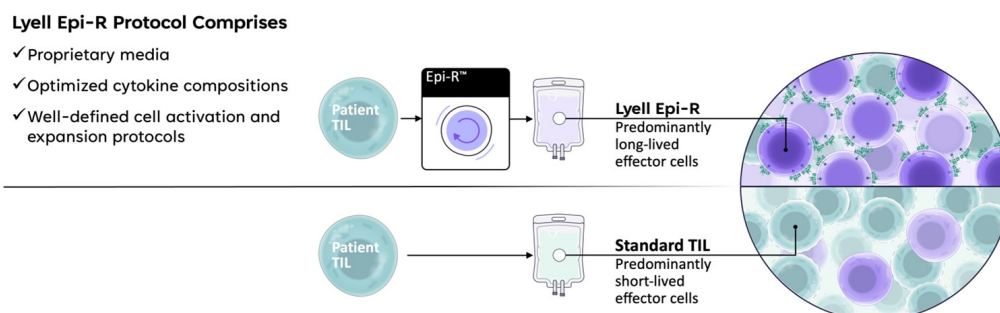 Lyell Epi-R Protocol Comprises
✓Proprietary media
✓Optimized cytokine compositions
✓Well-defined cell activation and
expansion protocols
Patient
TIL
Epi-R™
Lyell Epi-R
Predominantly
long-lived
effector cells
Patient
TIL
Standard TIL
Predominantly
short-lived
effector cells